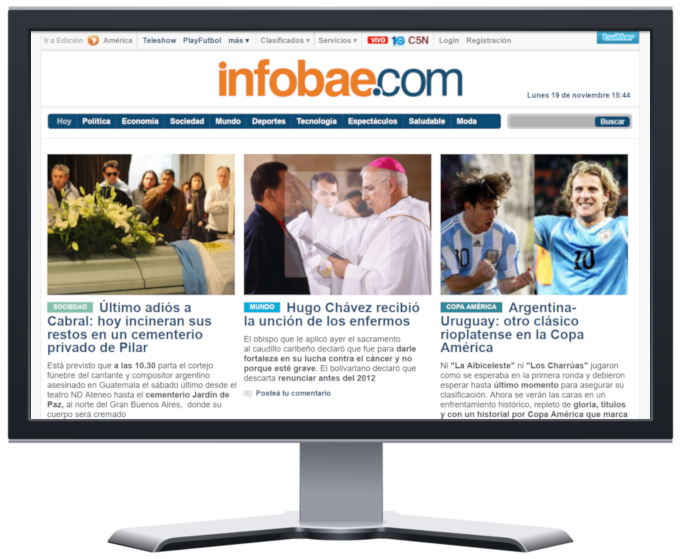 Ir a Edición América Teleshow PlayFutbol más ▾ Clasificados ▾ Servicios ▾ VIVO 10 C5N Login Registración
twitter
infobae.com
Lunes 19 de noviembre 15:44
Hoy Política Economía Sociedad Mundo Deportes Tecnología Espectáculos Saludable Moda Buscar
SOCIEDAD Último adiós a
Cabral: hoy incineran sus
restos en un cementerio
privado de Pilar
Está previsto que a las 10.30 parta el cortejo
fúnebre del cantante y compositor argentino
asesinado en Guatemala el sábado último desde el
teatro ND Ateneo hasta el cementerio Jardín de
Paz, al norte del Gran Buenos Aires, donde su
cuerpo será cremado
MUNDO Hugo Chávez recibió
la unción de los enfermos
El obispo que le aplicó ayer el sacramento
al caudillo caribeño declaró que fue para darle
fortaleza en su lucha contra el cáncer y no
porque esté grave. El bolivariano declaró que
descarta renunciar antes del 2012
Posteá tu comentario
10
10
COPA AMÉRICA Argentina-
Uruguay: otro clásico
rioplatense en la Copa
América
Ni "La Albiceleste" ni "Los Charrúas" jugaron
como se esperaba en la primera ronda y debieron
esperar hasta último momento para asegurar su
clasificación. Ahora se verán las caras en un
enfrentamiento histórico, repleto de gloria, títulos
y con un historial por Copa América que marca